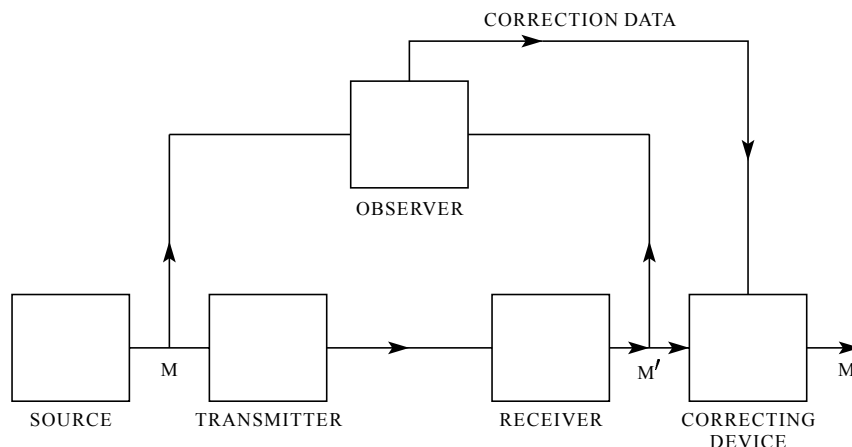 CORRECTION DATA
OBSERVER
M
M′
M
SOURCE
TRANSMITTER
RECEIVER
CORRECTING
DEVICE